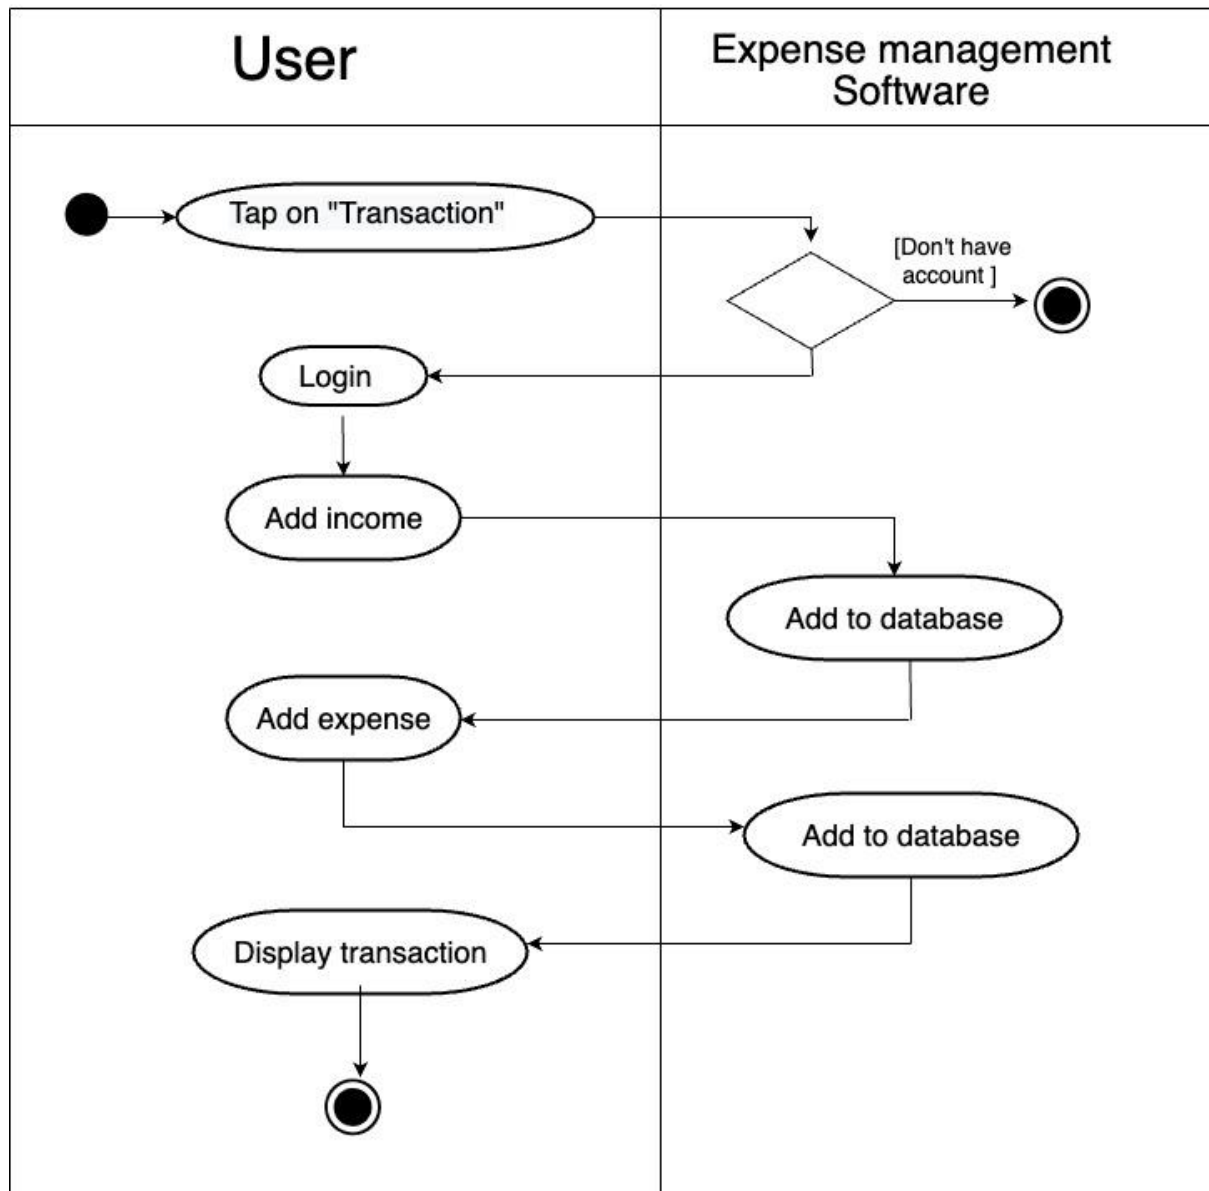 User
Expense management
Software
Tap on "Transaction"
[Don't have
account ]
Login
Add income
Add to database
Add expense
Add to database
Display transaction